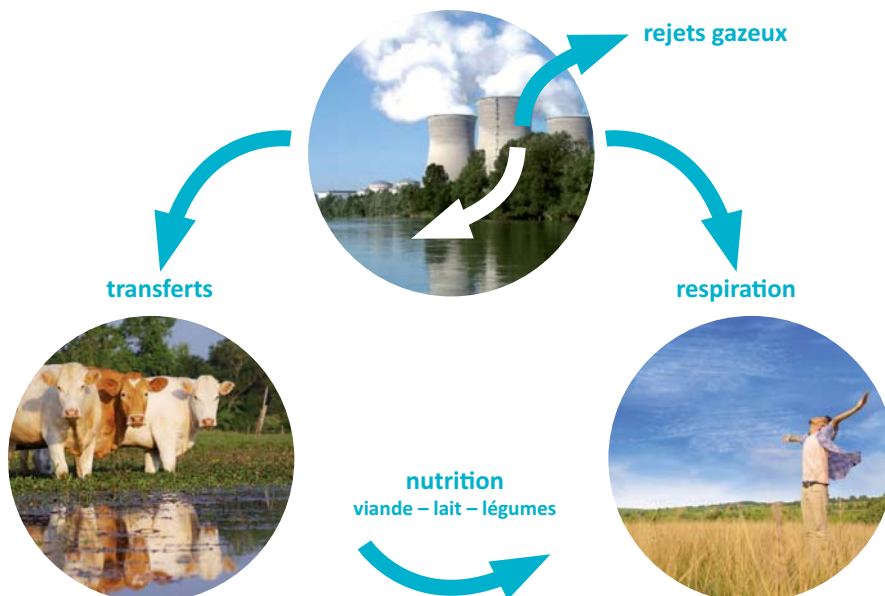 rejets gazeux
transferts
respiration
nutrition
viande – lait – légumes